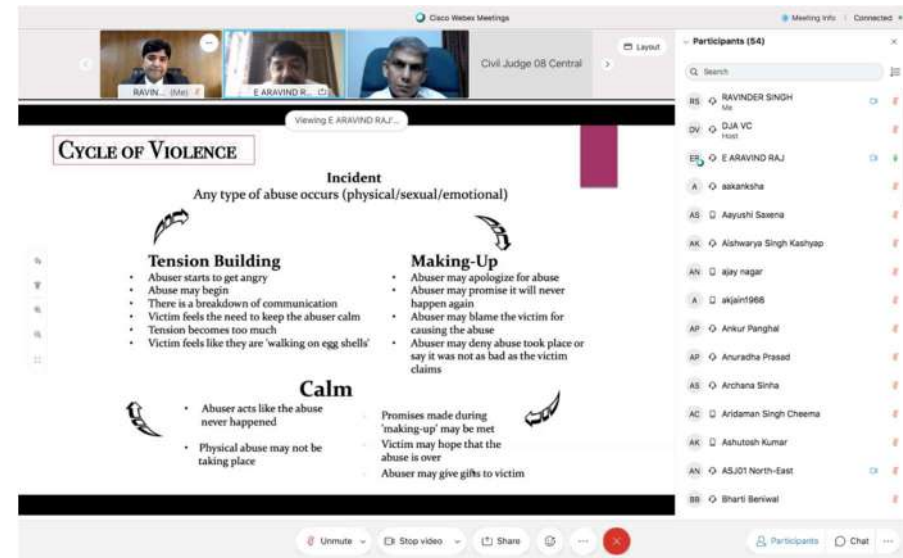 Cisco Webex Meetings
Meeting Info
Connected
RAVIN... (Me)
E ARAVIND R...
Civil Judge 08 Central
Layout
Viewing E ARAVIND RAJ'...
CYCLE OF VIOLENCE
Incident
Any type of abuse occurs (physical/sexual/emotional)
Tension Building
• Abuser starts to get angry
• Abuse may begin
• There is a breakdown of communication
• Victim feels the need to keep the abuser calm
• Tension becomes too much
• Victim feels like they are 'walking on egg shells'
Making-Up
• Abuser may apologize for abuse
• Abuser may promise it will never
happen again
• Abuser may blame the victim for
causing the abuse
• Abuser may deny abuse took place or
say it was not as bad as the victim
claims
Calm
• Abuser acts like the abuse
never happened
• Physical abuse may not be
taking place
Promises made during
'making-up' may be met
Victim may hope that the
abuse is over
Abuser may give gifts to victim
Participants (54)
Search
RS RAVINDER SINGH
Me
DV DJA VC
Host
ER E ARAVIND RAJ
A aakanksha
AS Aayushi Saxena
AK Aishwarya Singh Kashyap
AN ajay nagar
A akjain1966
AP Ankur Panghal
AP Anuradha Prasad
AS Archana Sinha
AC Aridaman Singh Cheema
AK Ashutosh Kumar
AN ASJ01 North-East
BB Bharti Beniwal
Unmute
Stop video
Share
Participants
Chat